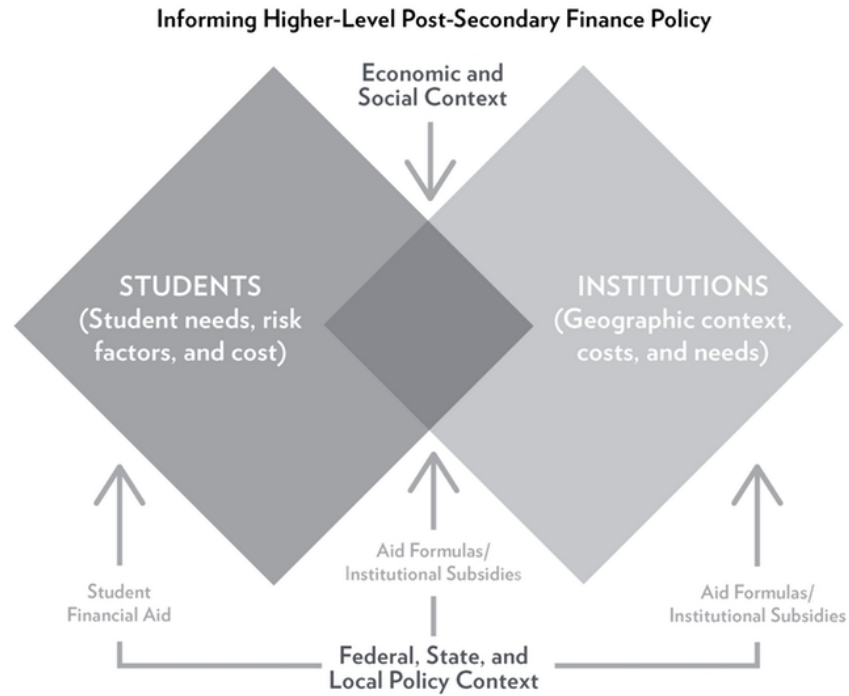 Informing Higher-Level Post-Secondary Finance Policy
Economic and
Social Context
STUDENTS
(Student needs, risk
factors, and cost)
INSTITUTIONS
(Geographic context,
costs, and needs)
Student
Financial Aid
Aid Formulas/
Institutional Subsidies
Aid Formulas/
Institutional Subsidies
Federal, State, and
Local Policy Context